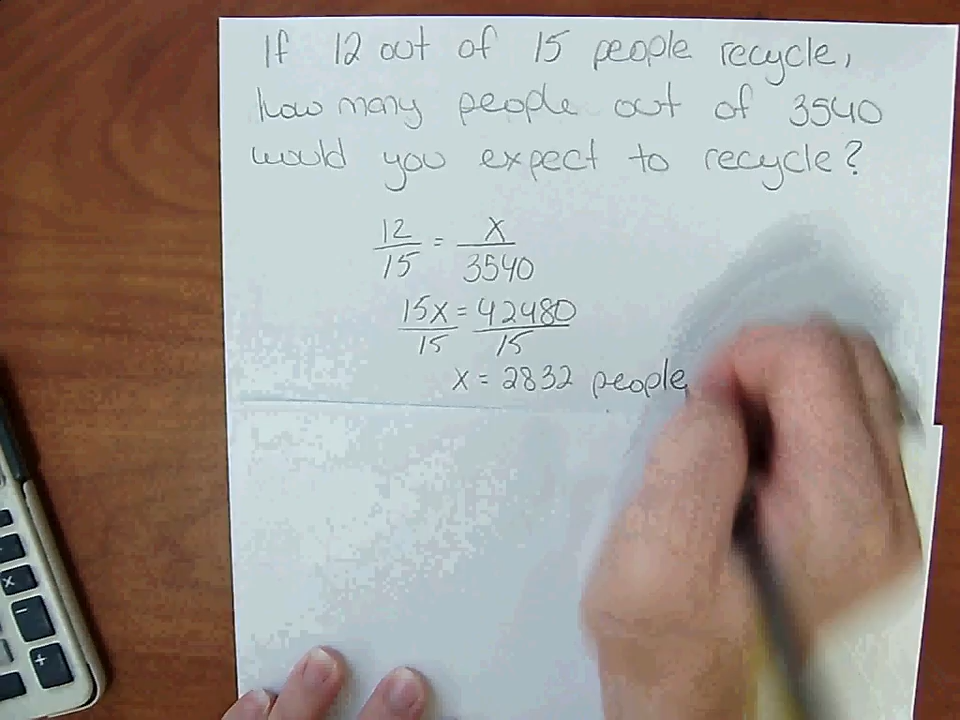 If 12 out of 15 people recycle,
how many people out of 3540
would you expect to recycle?
12/15 = x/3540
15x/15 = 42480/15
x = 2832 people
x
-
+